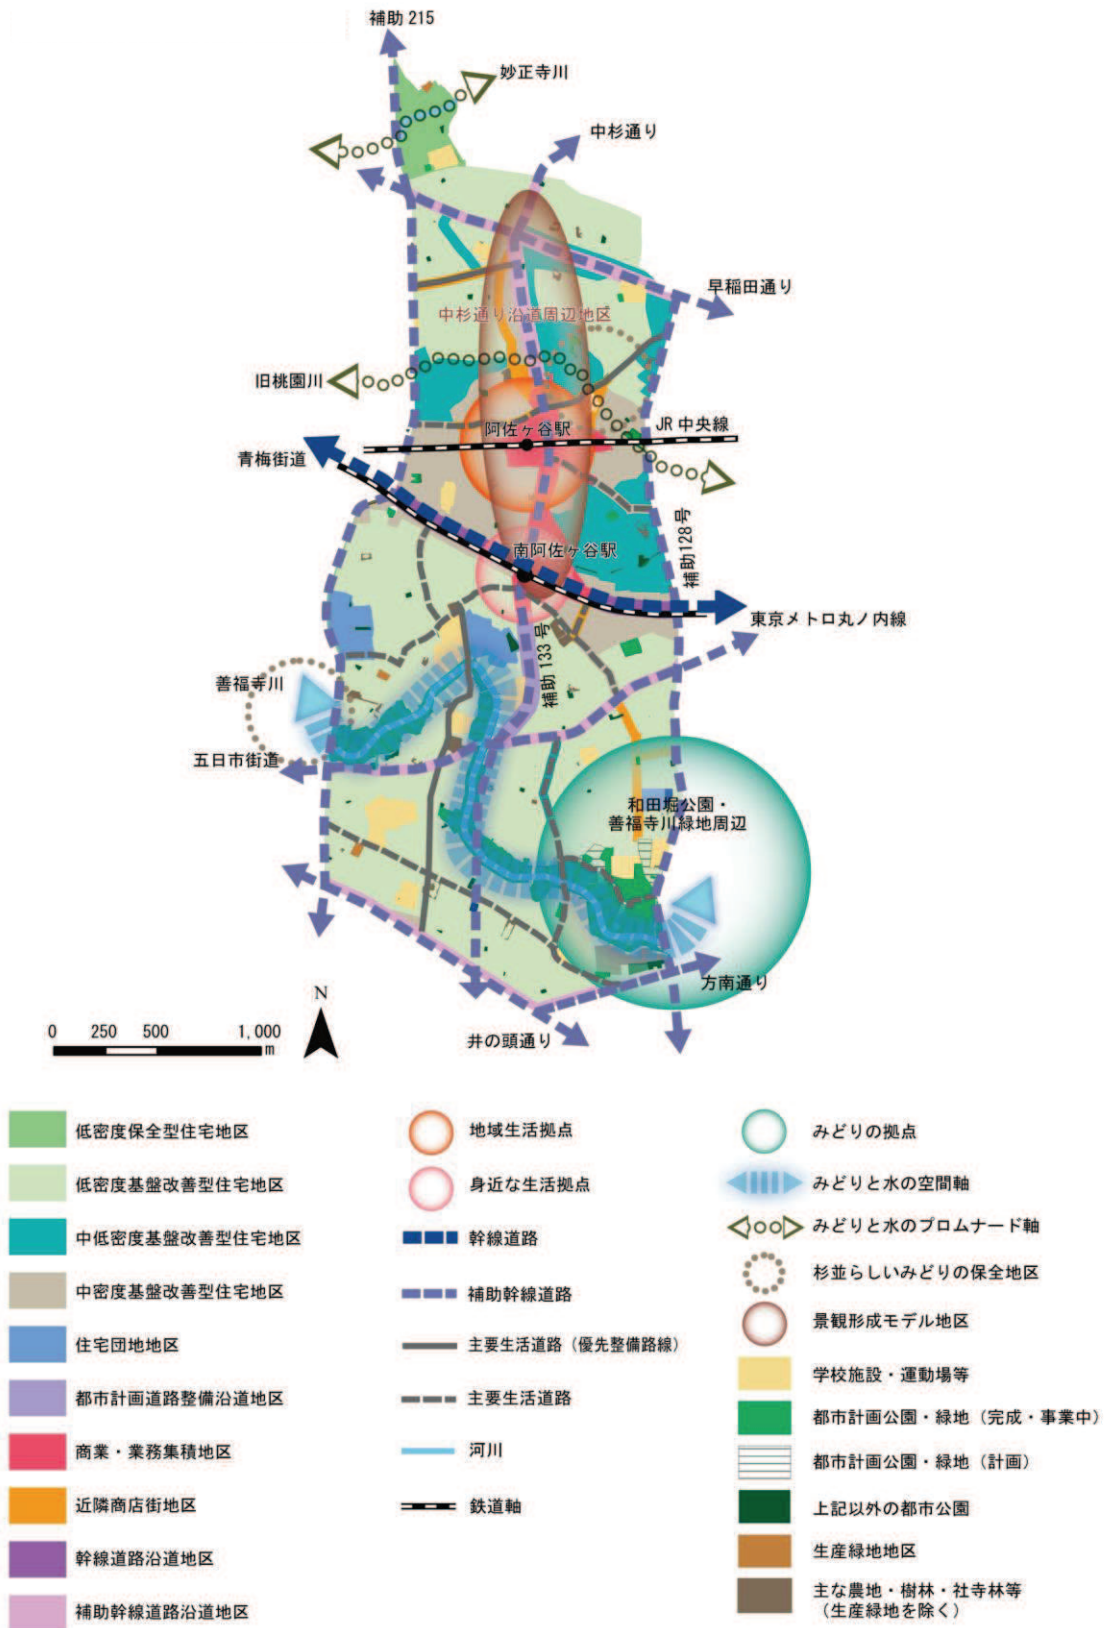 補助 215
妙正寺川
中杉通り
早稲田通り
中杉通り沿道周辺地区
旧桃園川
阿佐ヶ谷駅
JR 中央線
青梅街道
南阿佐ヶ谷駅
補助128号
東京メトロ丸ノ内線
補助 133 号
善福寺川
五日市街道
和田堀公園・
善福寺川緑地周辺
方南通り
井の頭通り
N
0 250 500 1,000
m
低密度保全型住宅地区
低密度基盤改善型住宅地区
中低密度基盤改善型住宅地区
中密度基盤改善型住宅地区
住宅団地地区
都市計画道路整備沿道地区
商業・業務集積地区
近隣商店街地区
幹線道路沿道地区
補助幹線道路沿道地区
地域生活拠点
身近な生活拠点
幹線道路
補助幹線道路
主要生活道路（優先整備路線）
主要生活道路
河川
鉄道軸
みどりの拠点
みどりと水の空間軸
みどりと水のプロムナード軸
杉並らしいみどりの保全地区
景観形成モデル地区
学校施設・運動場等
都市計画公園・緑地（完成・事業中）
都市計画公園・緑地（計画）
上記以外の都市公園
生産緑地地区
主な農地・樹林・社寺林等
（生産緑地を除く）